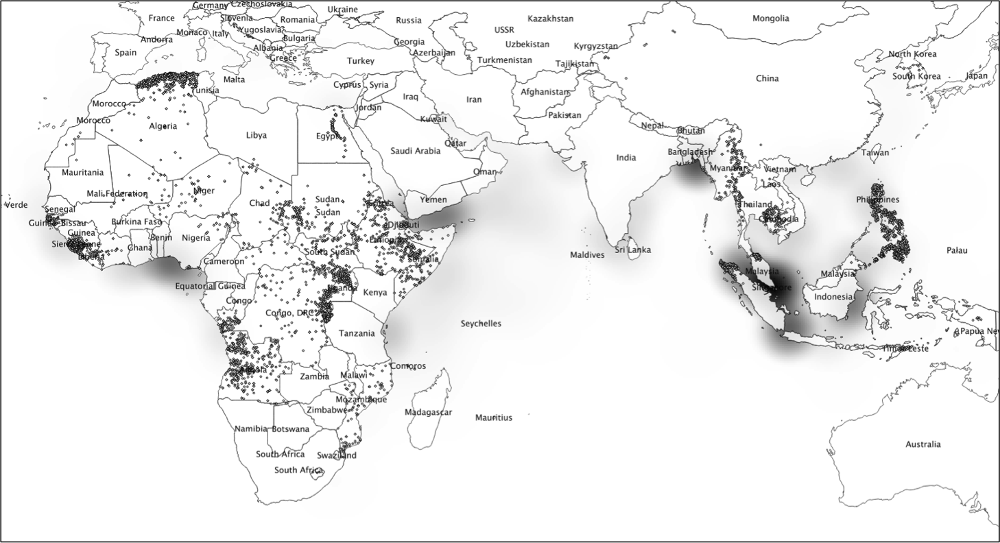 Germany
Czechoslovakia
Ukraine
France
Slovenia
Romania
Russia
Kazakhstan
Mongolia
Monaco
Italy
Yugoslavia
USSR
Andorra
Bulgaria
Georgia
Uzbekistan
Kyrgyzstan
Spain
Albania
Greece
Azerbaijan
Turkey
Turkmenistan
Tajikistan
North Korea
Malta
Cyprus
Syria
China
South Korea
Japan
Tunisia
Afghanistan
Morocco
Iraq
Iran
Jordan
Morocco
Kuwait
Pakistan
Algeria
Libya
Egypt
Nepal
Bhutan
Qatar
Saudi Arabia
India
Bangladesh
Taiwan
Mauritania
Oman
Myanmar
Vietnam
Laos
Mali Federation
Niger
Chad
Sudan
Yemen
Philippines
Verde
Senegal
Eritrea
Thailand
Sudan
Guinea-Bissau
Burkina Faso
Djibouti
Cambodia
Guinea
Benin
Nigeria
Sierra Leone
Ghana
Ethiopia
Liberia
South Sudan
Somalia
Maldives
Sri Lanka
Palau
Cameroon
Malaysia
Malaysia
Equatorial Guinea
Uganda
Kenya
Singapore
Congo
Indonesia
Congo, DRC
Seychelles
Tanzania
Papua Ne
Timor-Leste
Angola
Comoros
Zambia
Malawi
Mozambique
Zimbabwe
Madagascar
Mauritius
Namibia
Botswana
Australia
South Africa
Swaziland
South Africa